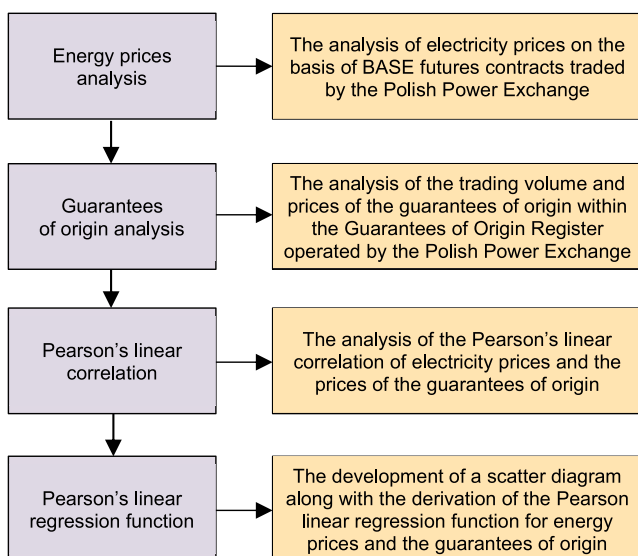 Energy prices
analysis
The analysis of electricity prices on the
basis of BASE futures contracts traded
by the Polish Power Exchange
Guarantees
of origin analysis
The analysis of the trading volume and
prices of the guarantees of origin within
the Guarantees of Origin Register
operated by the Polish Power Exchange
Pearson's linear
correlation
The analysis of the Pearson's linear
correlation of electricity prices and the
prices of the guarantees of origin
Pearson's linear
regression function
The development of a scatter diagram
along with the derivation of the Pearson
linear regression function for energy
prices and the guarantees of origin